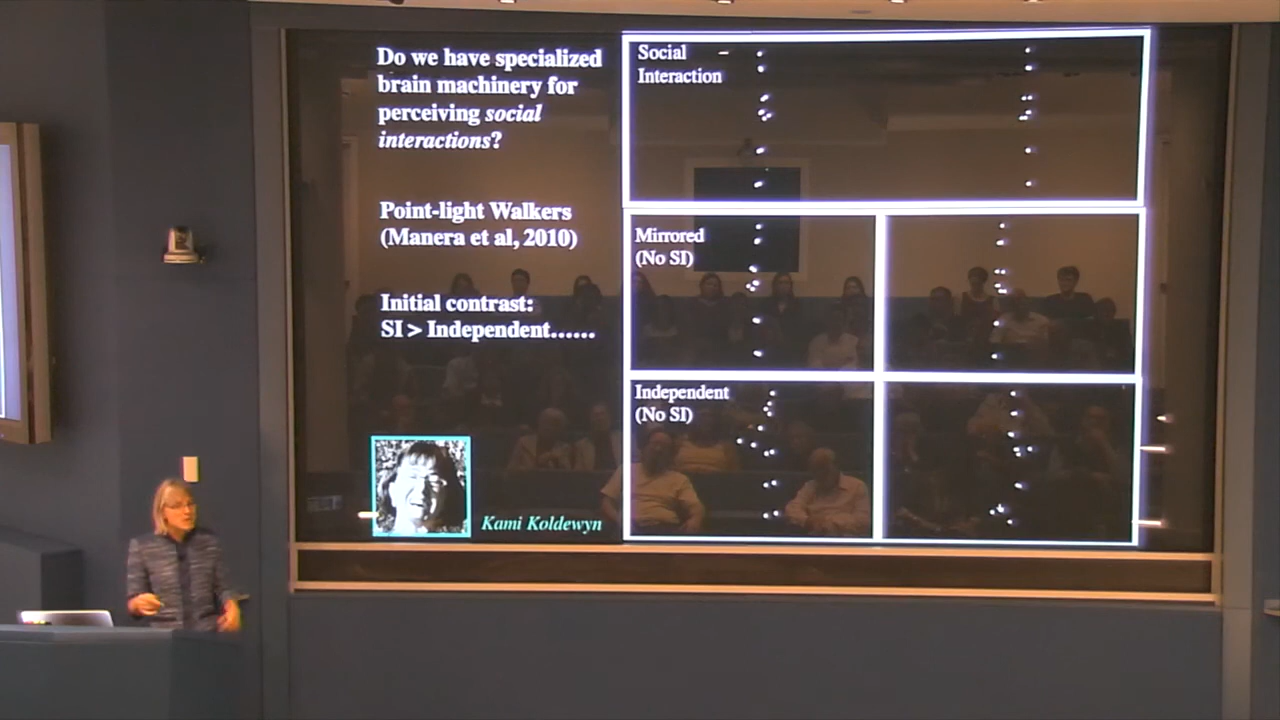 Do we have specialized
brain machinery for
perceiving social
interactions?
Point-light Walkers
(Manera et al, 2010)
Initial contrast:
SI > Independent......
Kami Koldewyn
Social
Interaction
Mirrored
(No SI)
Independent
(No SI)